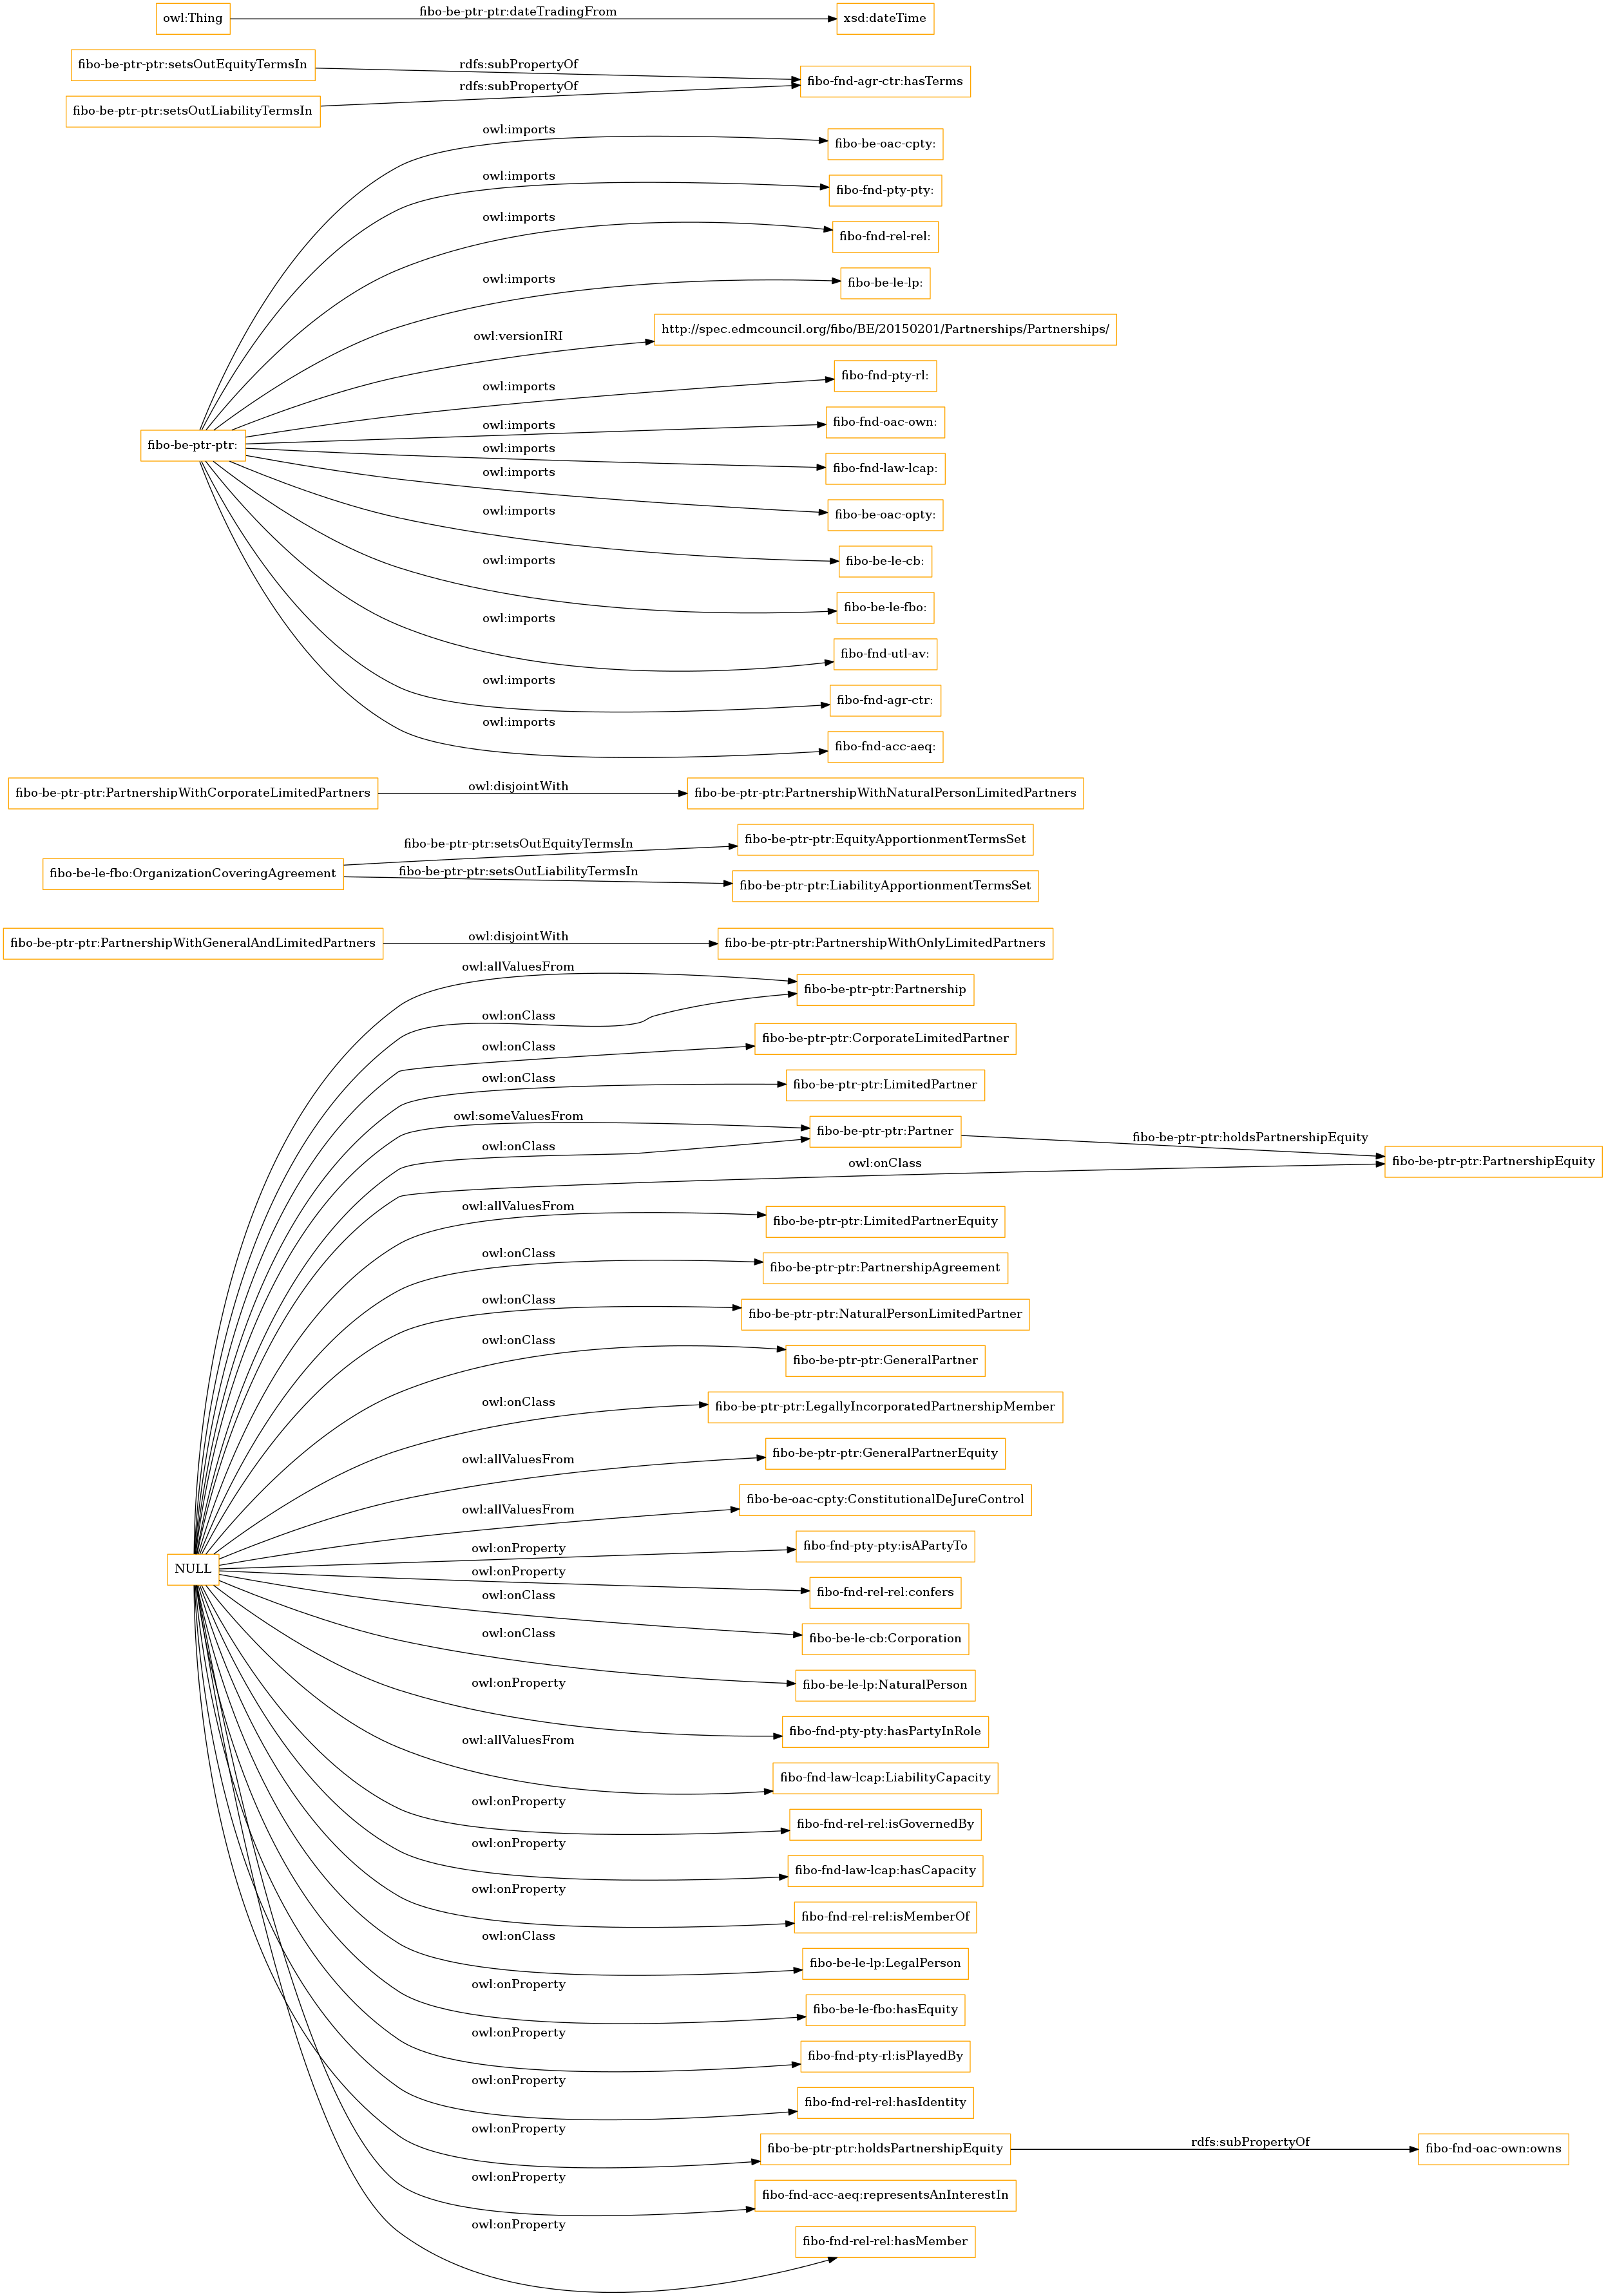 owl:Thing
fibo-be-ptr-ptr:dateTradingFrom
xsd:dateTime
fibo-be-ptr-ptr:setsOutEquityTermsIn
rdfs:subPropertyOf
fibo-fnd-agr-ctr:hasTerms
rdfs:subPropertyOf
fibo-be-ptr-ptr:setsOutLiabilityTermsIn
owl:imports
fibo-be-oac-cpty:
owl:imports
fibo-fnd-pty-pty:
owl:imports
fibo-fnd-rel-rel:
owl:imports
fibo-be-le-lp:
owl:versionIRI
http://spec.edmcouncil.org/fibo/BE/20150201/Partnerships/Partnerships/
owl:imports
fibo-fnd-pty-rl:
owl:imports
fibo-fnd-oac-own:
fibo-be-ptr-ptr:
owl:imports
fibo-fnd-law-lcap:
owl:imports
fibo-be-oac-opty:
owl:imports
fibo-be-le-cb:
owl:imports
fibo-be-le-fbo:
owl:imports
fibo-fnd-utl-av:
owl:imports
fibo-fnd-agr-ctr:
owl:imports
fibo-fnd-acc-aeq:
fibo-be-ptr-ptr:PartnershipWithCorporateLimitedPartners
owl:disjointWith
fibo-be-ptr-ptr:PartnershipWithNaturalPersonLimitedPartners
fibo-be-ptr-ptr:setsOutEquityTermsIn
fibo-be-ptr-ptr:EquityApportionmentTermsSet
fibo-be-le-fbo:OrganizationCoveringAgreement
fibo-be-ptr-ptr:setsOutLiabilityTermsIn
fibo-be-ptr-ptr:LiabilityApportionmentTermsSet
fibo-be-ptr-ptr:PartnershipWithGeneralAndLimitedPartners
owl:disjointWith
fibo-be-ptr-ptr:PartnershipWithOnlyLimitedPartners
owl:allValuesFrom
fibo-be-ptr-ptr:Partnership
owl:onClass
owl:onClass
fibo-be-ptr-ptr:CorporateLimitedPartner
owl:onClass
fibo-be-ptr-ptr:LimitedPartner
owl:someValuesFrom
fibo-be-ptr-ptr:Partner
fibo-be-ptr-ptr:holdsPartnershipEquity
owl:onClass
owl:onClass
fibo-be-ptr-ptr:PartnershipEquity
owl:allValuesFrom
fibo-be-ptr-ptr:LimitedPartnerEquity
owl:onClass
fibo-be-ptr-ptr:PartnershipAgreement
owl:onClass
fibo-be-ptr-ptr:NaturalPersonLimitedPartner
owl:onClass
fibo-be-ptr-ptr:GeneralPartner
owl:onClass
fibo-be-ptr-ptr:LegallyIncorporatedPartnershipMember
owl:allValuesFrom
fibo-be-ptr-ptr:GeneralPartnerEquity
owl:allValuesFrom
fibo-be-oac-cpty:ConstitutionalDeJureControl
owl:onProperty
fibo-fnd-pty-pty:isAPartyTo
NULL
owl:onProperty
fibo-fnd-rel-rel:confers
owl:onClass
fibo-be-le-cb:Corporation
owl:onClass
fibo-be-le-lp:NaturalPerson
owl:onProperty
fibo-fnd-pty-pty:hasPartyInRole
owl:allValuesFrom
fibo-fnd-law-lcap:LiabilityCapacity
owl:onProperty
fibo-fnd-rel-rel:isGovernedBy
owl:onProperty
fibo-fnd-law-lcap:hasCapacity
owl:onProperty
fibo-fnd-rel-rel:isMemberOf
owl:onClass
fibo-be-le-lp:LegalPerson
owl:onProperty
fibo-be-le-fbo:hasEquity
owl:onProperty
fibo-fnd-pty-rl:isPlayedBy
owl:onProperty
fibo-fnd-rel-rel:hasIdentity
owl:onProperty
fibo-be-ptr-ptr:holdsPartnershipEquity
rdfs:subPropertyOf
fibo-fnd-oac-own:owns
owl:onProperty
fibo-fnd-acc-aeq:representsAnInterestIn
owl:onProperty
fibo-fnd-rel-rel:hasMember